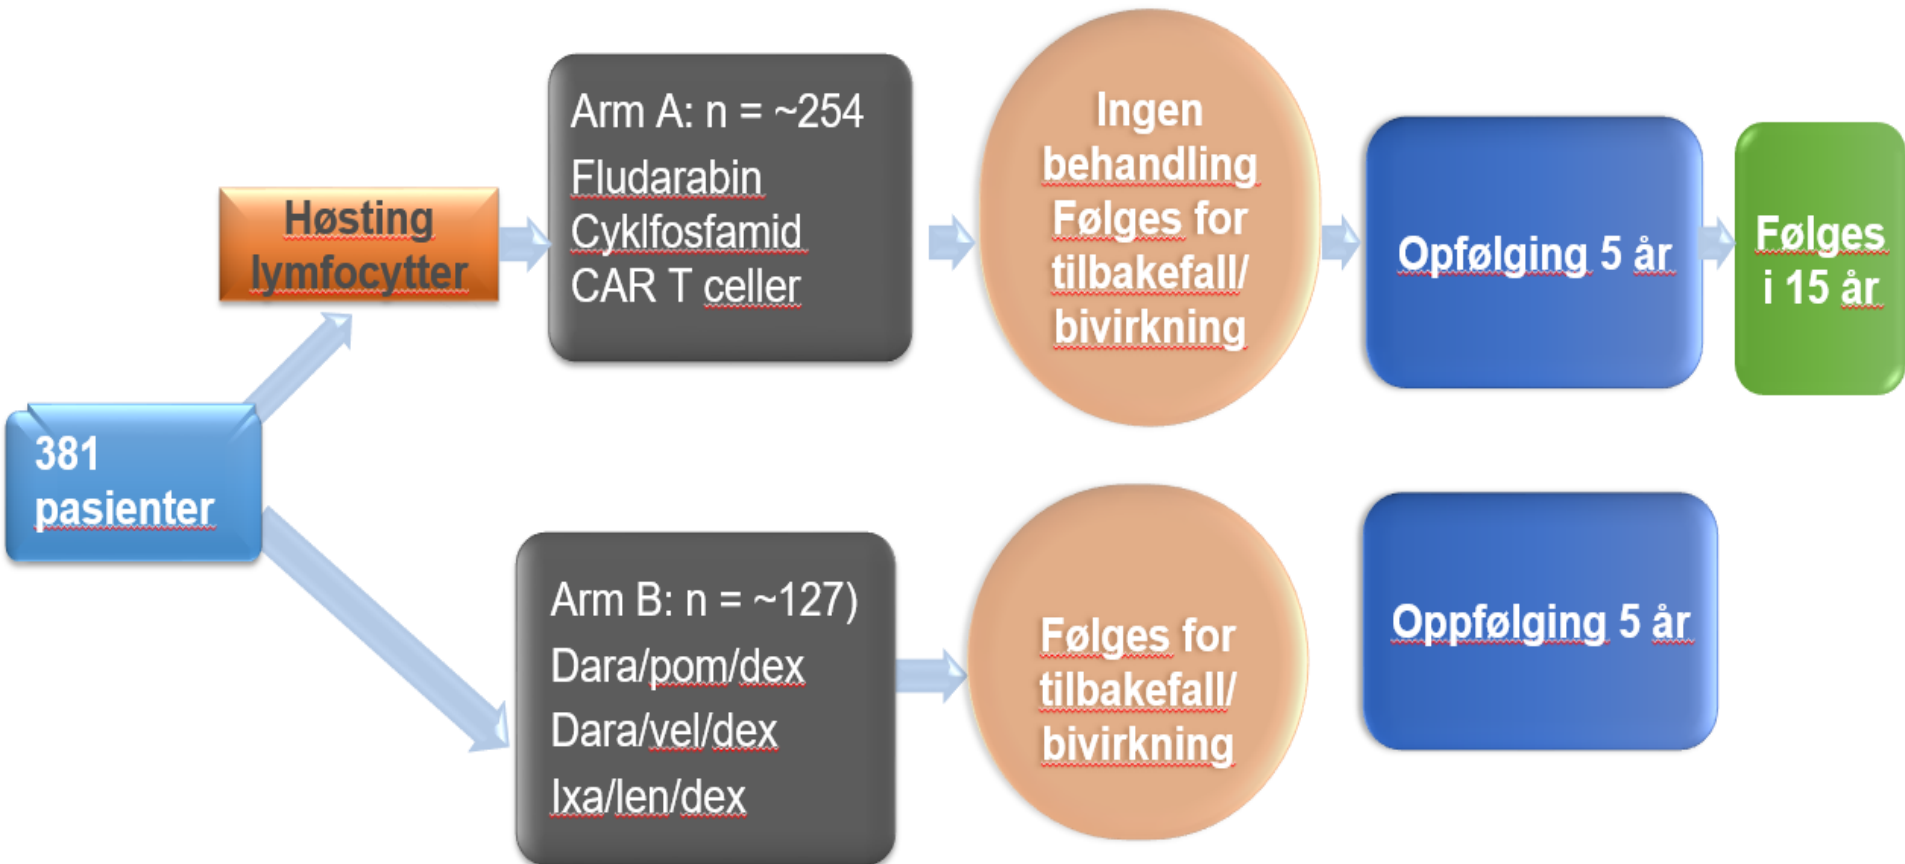 381
pasienter
Høsting
lymfocytter
Arm A: n = ~254
Fludarabin
Cyklfosfamid
CAR T celler
Ingen
behandling
Følges for
tilbakefall/
bivirkning
Opfølging 5 år
Følges
i 15 år
Arm B: n = ~127)
Dara/pom/dex
Dara/vel/dex
Ixa/len/dex
Følges for
tilbakefall/
bivirkning
Oppfølging 5 år